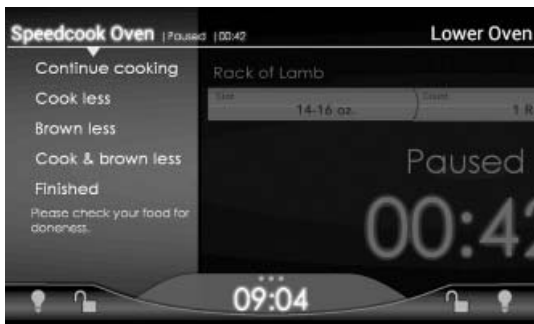 Speedcook Oven | Paused | 00:42
Lower Oven
Continue cooking
Cook less
Brown less
Cook & brown less
Finished
Please check your food for
doneness.
Rack of Lamb
Size
14-16 oz.
Count
1 R
Paused
00:42
09:04